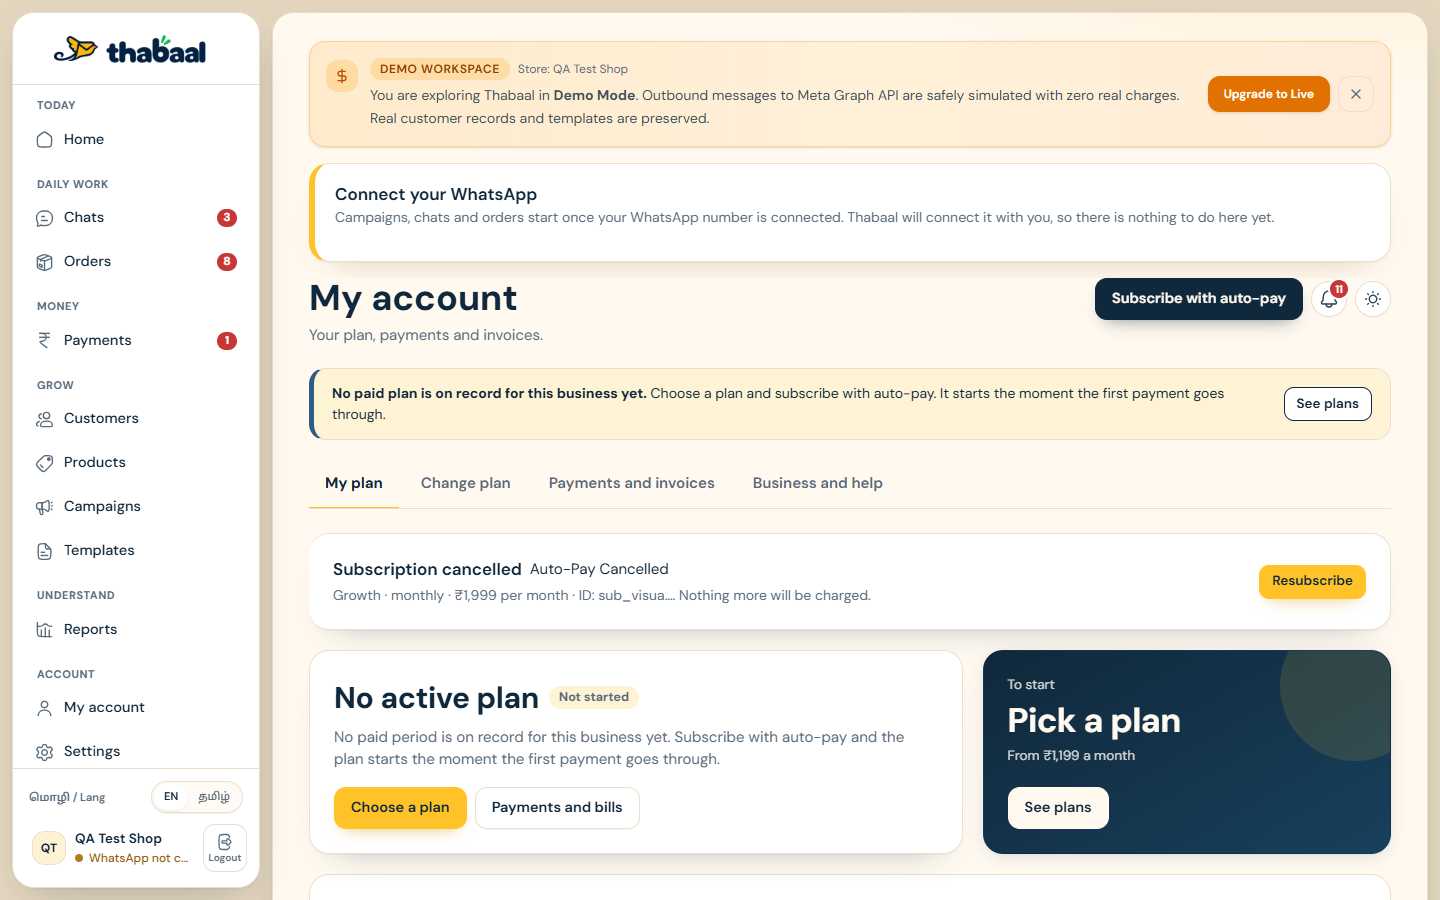 thabaal
TODAY
Home
DAILY WORK
Chats 3
Orders 8
MONEY
Payments 1
GROW
Customers
Products
Campaigns
Templates
UNDERSTAND
Reports
ACCOUNT
My account
Settings
மொழி / Lang EN தமிழ்
QT QA Test Shop
WhatsApp not c...
Logout
$ DEMO WORKSPACE Store: QA Test Shop
You are exploring Thabaal in Demo Mode. Outbound messages to Meta Graph API are safely simulated with zero real charges.
Real customer records and templates are preserved.
Upgrade to Live
Connect your WhatsApp
Campaigns, chats and orders start once your WhatsApp number is connected. Thabaal will connect it with you, so there is nothing to do here yet.
My account
Your plan, payments and invoices.
Subscribe with auto-pay 11
No paid plan is on record for this business yet. Choose a plan and subscribe with auto-pay. It starts the moment the first payment goes
through.
See plans
My plan Change plan Payments and invoices Business and help
Subscription cancelled Auto-Pay Cancelled
Growth · monthly · ₹1,999 per month · ID: sub_visua.... Nothing more will be charged.
Resubscribe
No active plan Not started
No paid period is on record for this business yet. Subscribe with auto-pay and the
plan starts the moment the first payment goes through.
Choose a plan Payments and bills
To start
Pick a plan
From ₹1,199 a month
See plans